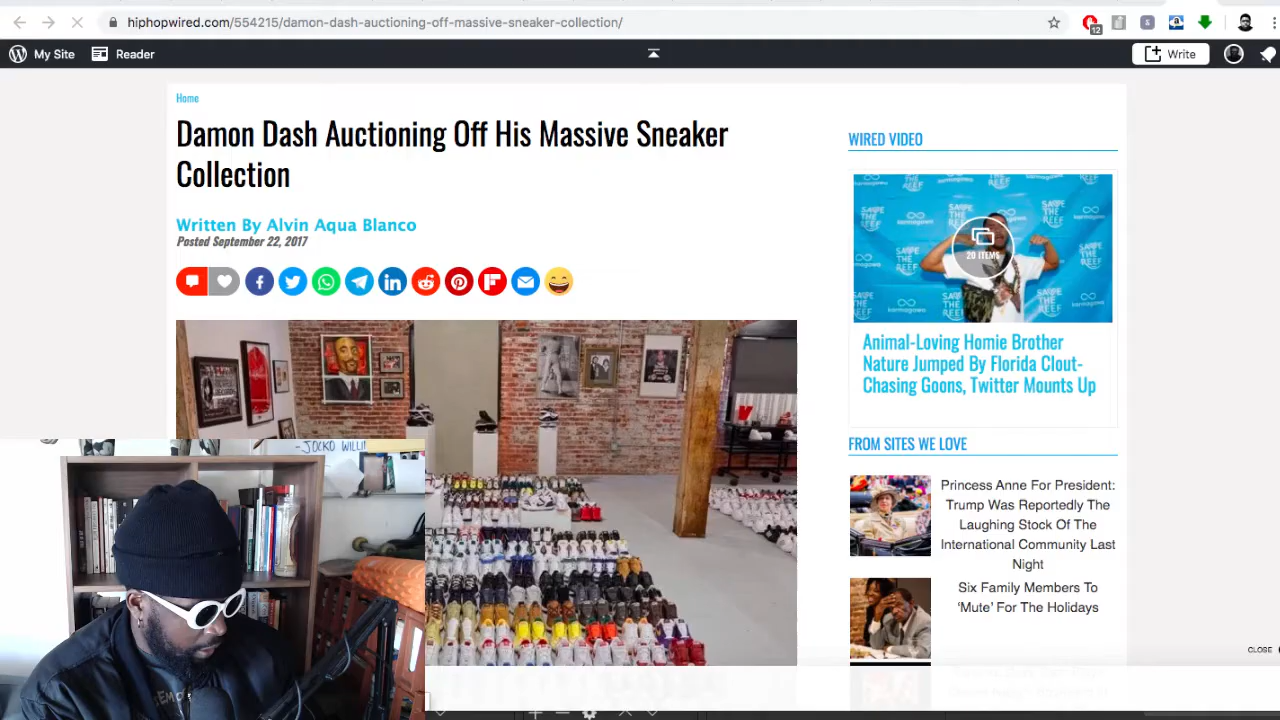 hiphopwired.com/554215/damon-dash-auctioning-off-massive-sneaker-collection/
12
My Site
Reader
Write
Home
Damon Dash Auctioning Off His Massive Sneaker
Collection
Written By Alvin Aqua Blanco
Posted September 22, 2017
WIRED VIDEO
20 ITEMS
Animal-Loving Homie Brother
Nature Jumped By Florida Clout-
Chasing Goons, Twitter Mounts Up
FROM SITES WE LOVE
Princess Anne For President:
Trump Was Reportedly The
Laughing Stock Of The
International Community Last
Night
Six Family Members To
‘Mute’ For The Holidays
CLOSE
-JOCKO WILLIN